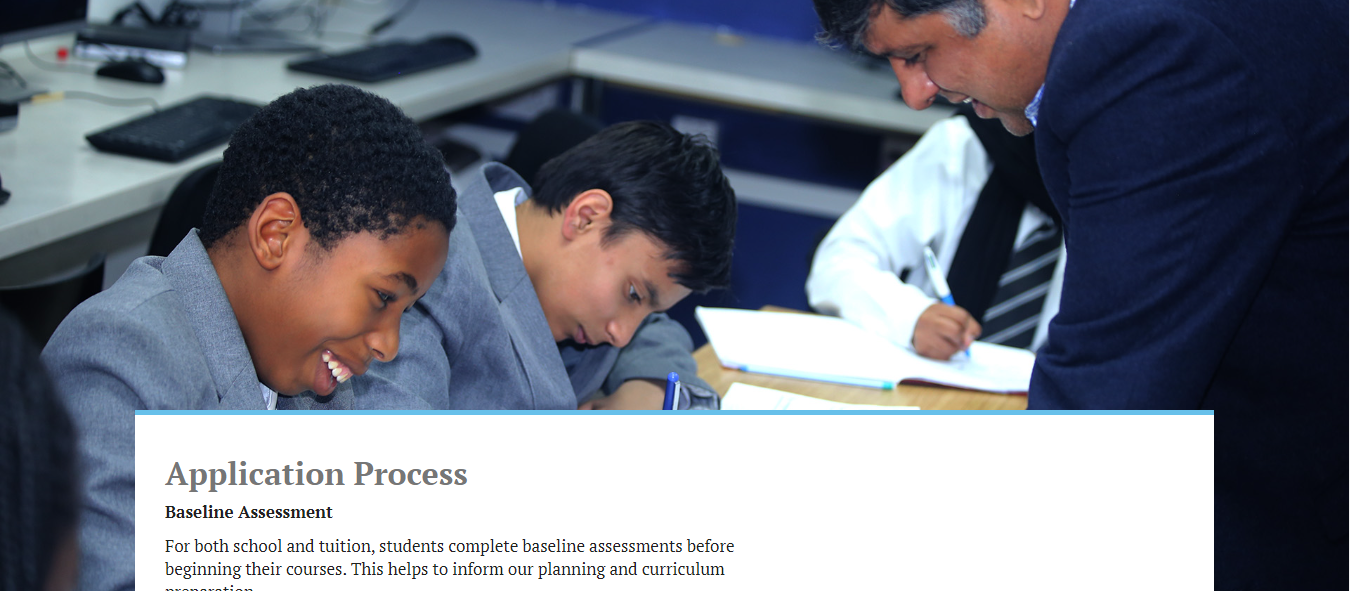 Application Process
Baseline Assessment
For both school and tuition, students complete baseline assessments before
beginning their courses. This helps to inform our planning and curriculum
preparation.